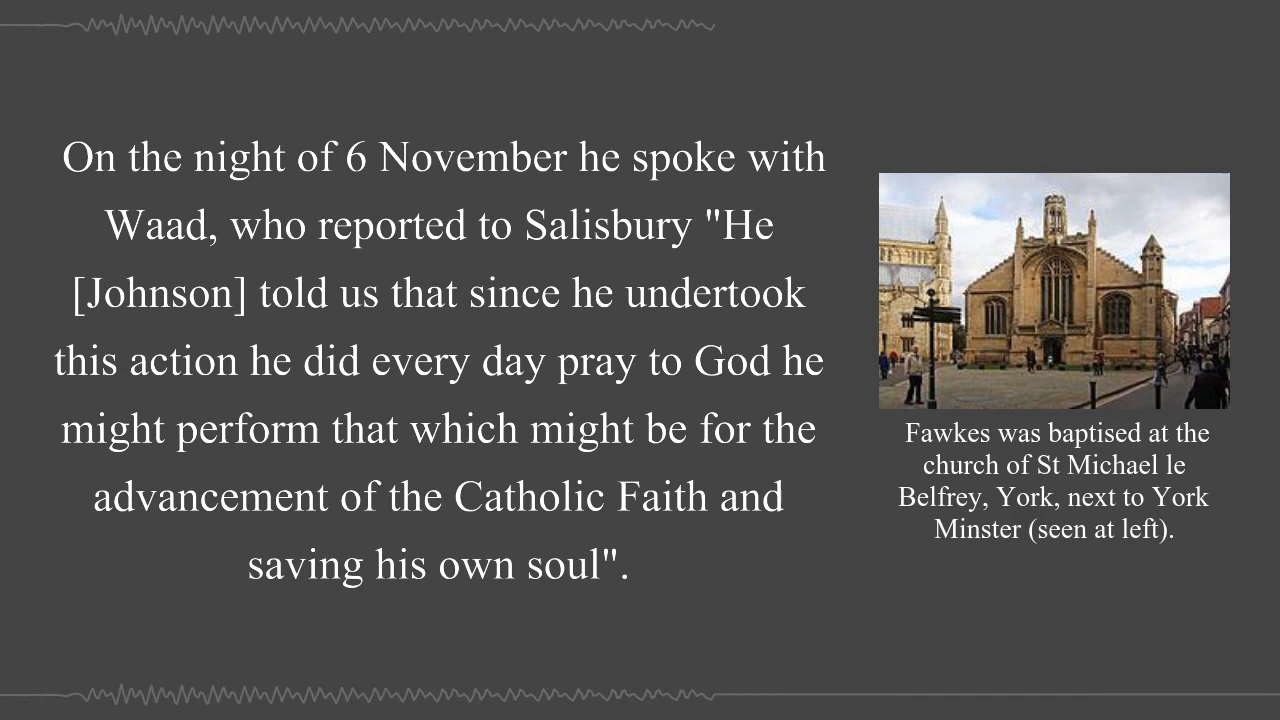 On the night of 6 November he spoke with
Waad, who reported to Salisbury "He
[Johnson] told us that since he undertook
this action he did every day pray to God he
might perform that which might be for the
advancement of the Catholic Faith and
saving his own soul".
Fawkes was baptised at the
church of St Michael le
Belfrey, York, next to York
Minster (seen at left).